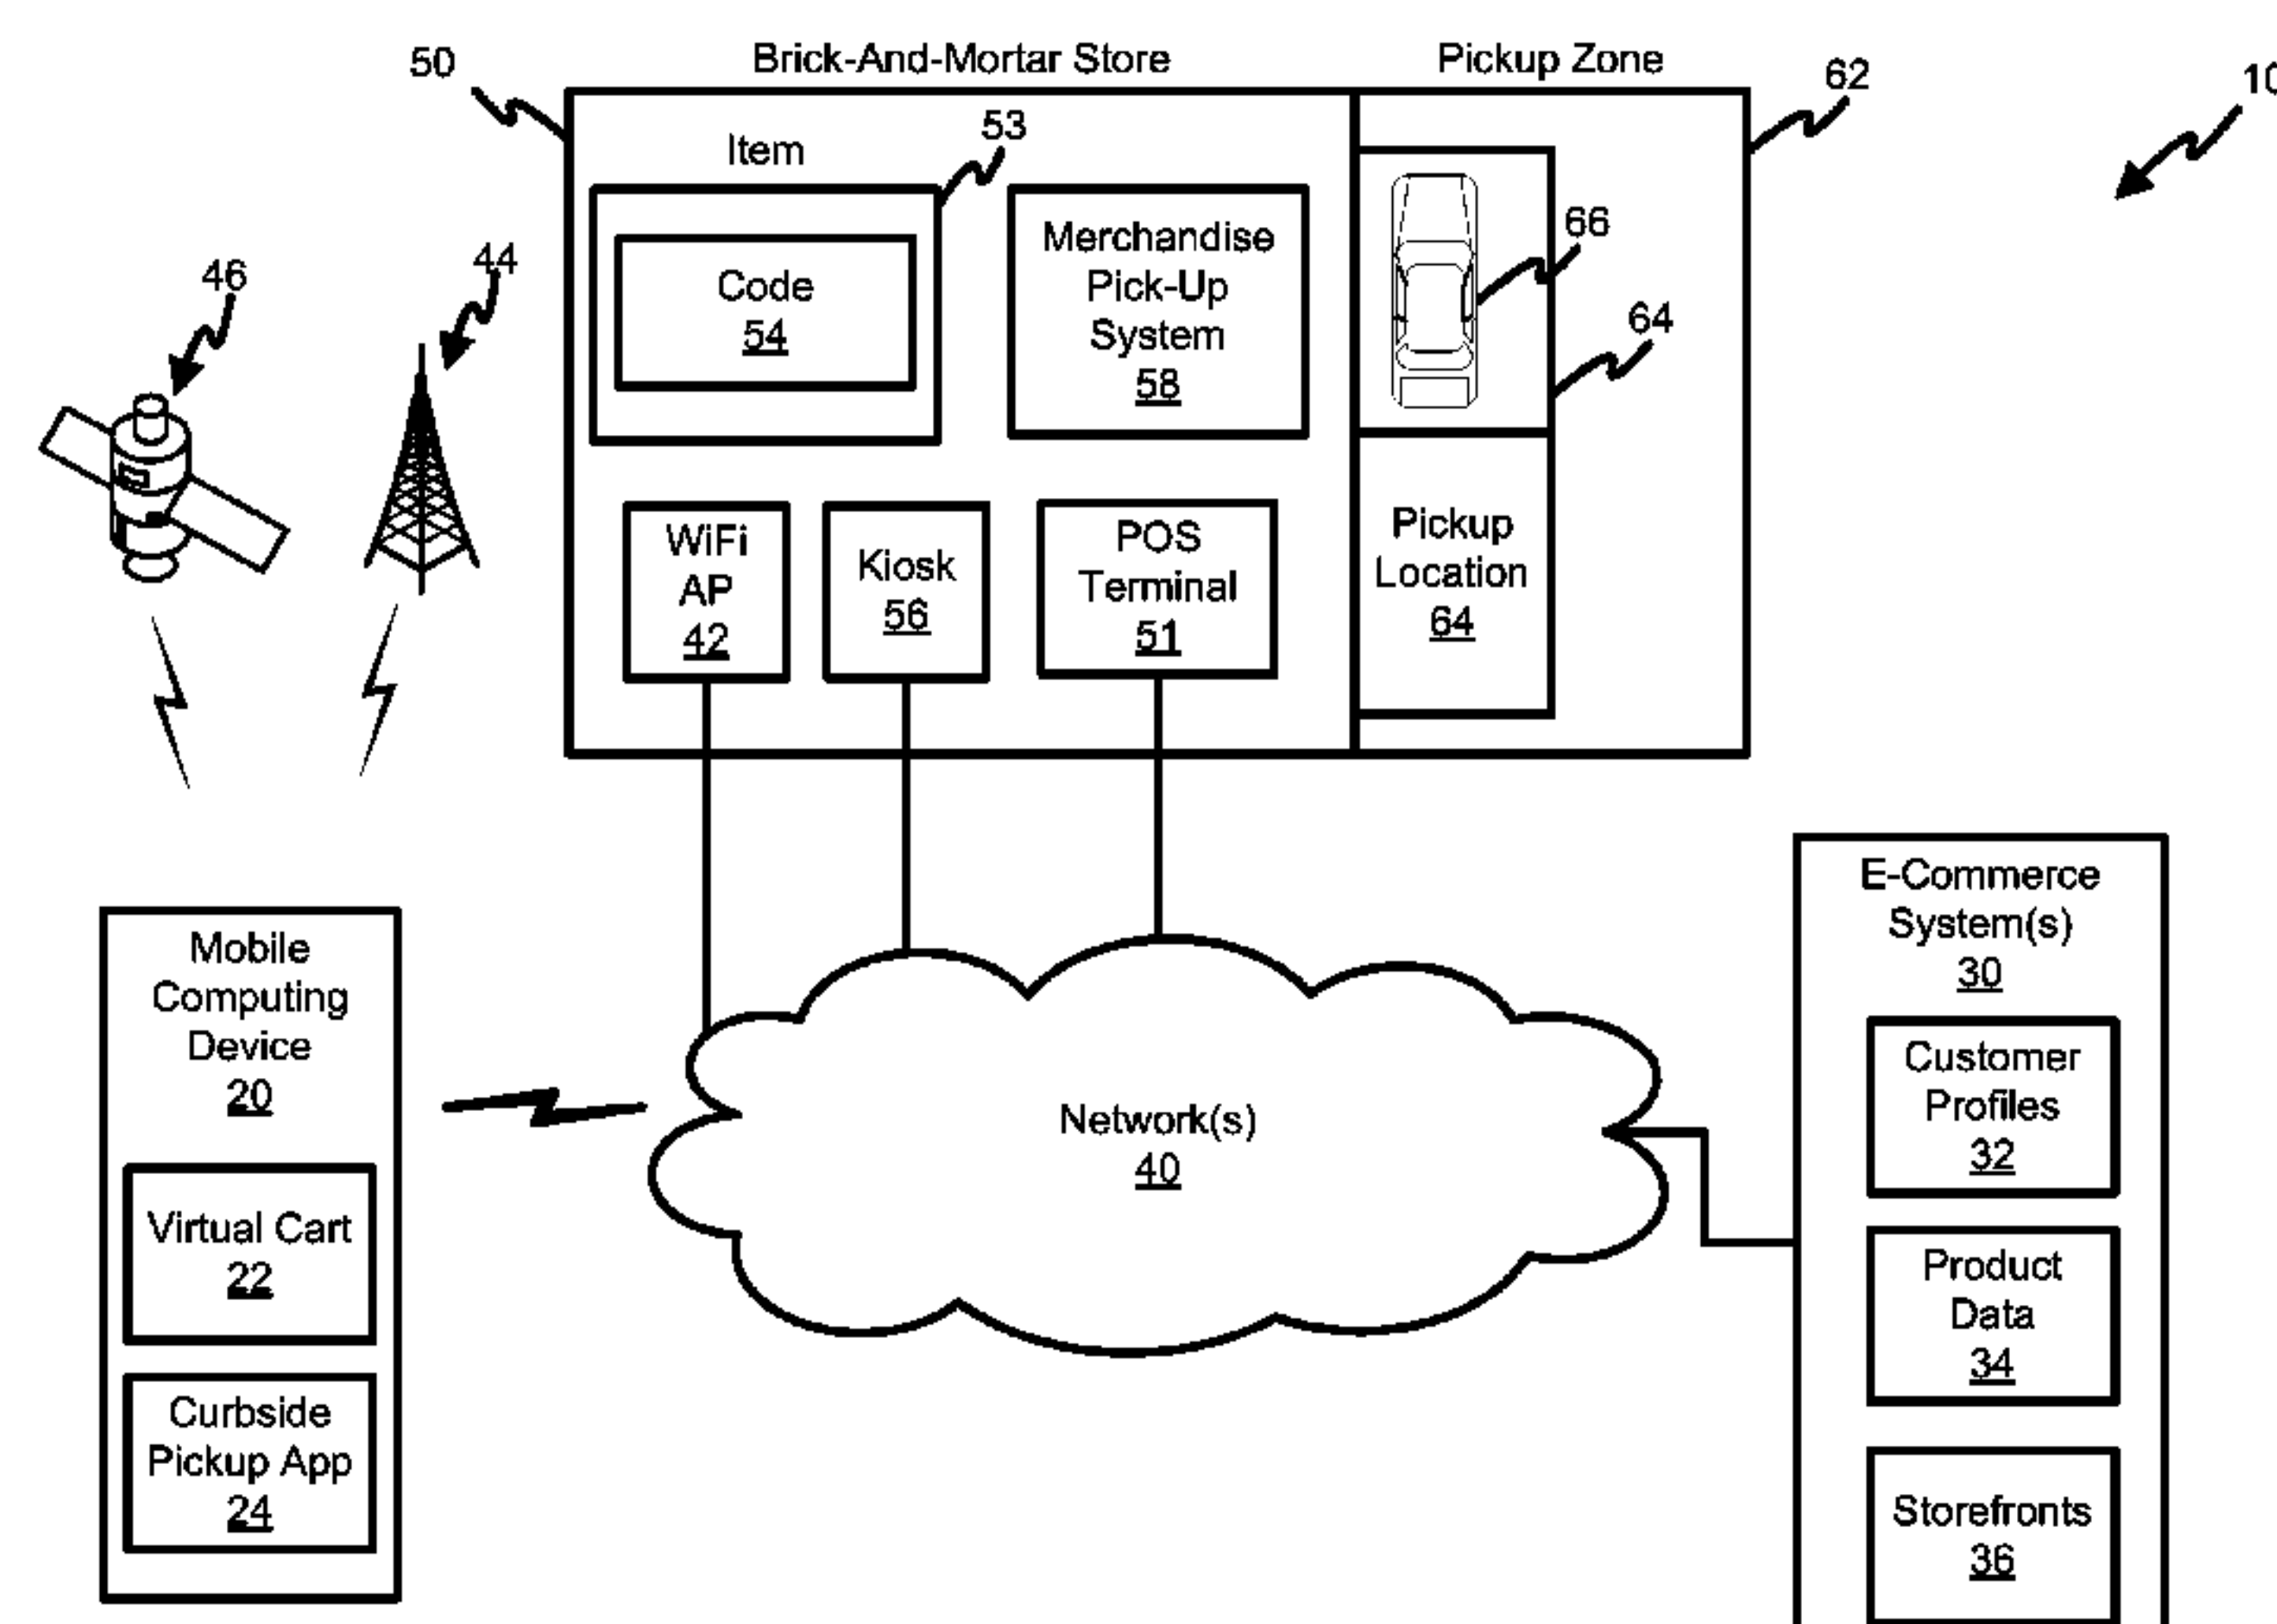 Brick-And-Mortar Store
Pickup Zone
50
62
10
53
Item
Code
54
Merchandise
Pick-Up
System
58
66
64
46
44
WiFi
AP
42
Kiosk
56
POS
Terminal
51
Pickup
Location
64
Mobile
Computing
Device
20
Virtual Cart
22
Curbside
Pickup App
24
Network(s)
40
E-Commerce
System(s)
30
Customer
Profiles
32
Product
Data
34
Storefronts
36